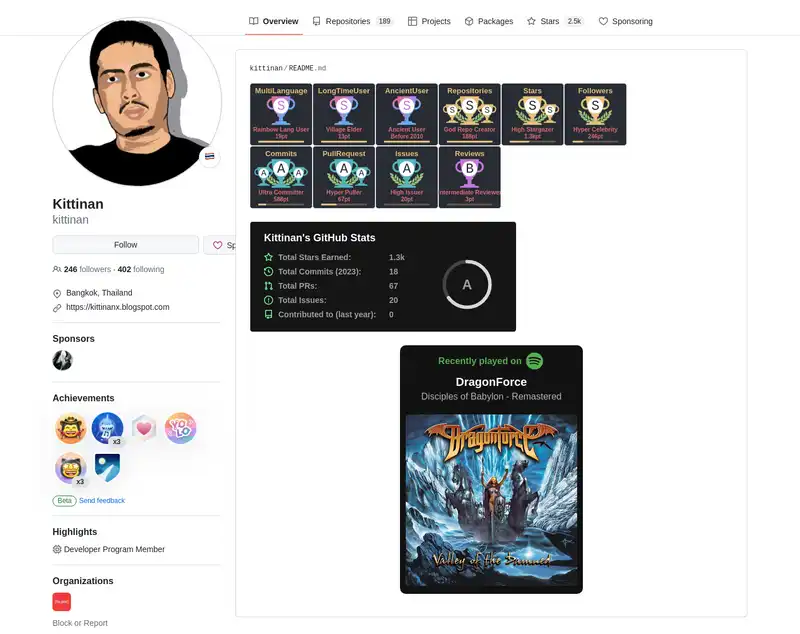 Overview
Repositories 189
Projects
Packages
Stars 2.5k
Sponsoring
Kittinan
kittinan
Follow
Sp
246 followers · 402 following
Bangkok, Thailand
https://kittinanx.blogspot.com
Sponsors
Achievements
x3
YO
LO
x3
Beta Send feedback
Highlights
Developer Program Member
Organizations
Block or Report
kittinan/README.md
MultiLanguage
S
Rainbow Lang User
19pt
LongTimeUser
S
Village Elder
13pt
AncientUser
S
Ancient User
Before 2010
Repositories
S S S
God Repo Creator
188pt
Stars
S S
High Stargazer
1.3kpt
Followers
S
Hyper Celebrity
246pt
Commits
A A A
Ultra Committer
588pt
PullRequest
A
Hyper Puller
67pt
Issues
A
High Issuer
20pt
Reviews
B
ntermediate Reviewe
3pt
Kittinan's GitHub Stats
Total Stars Earned: 1.3k
Total Commits (2023): 18
Total PRs: 67
Total Issues: 20
Contributed to (last year): 0
A
Recently played on
DragonForce
Disciples of Babylon - Remastered
DragonForce
Valley of the Damned